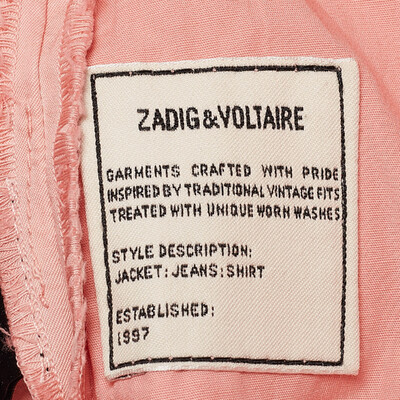 ZADIG&VOLTAIRE
GARMENTS CRAFTED WITH PRIDE
INSPIRED BY TRADITIONAL VINTAGE FITS
TREATED WITH UNIQUE WORN WASHES
STYLE DESCRIPTION:
JACKET: JEANS: SHIRT
ESTABLISHED:
1997